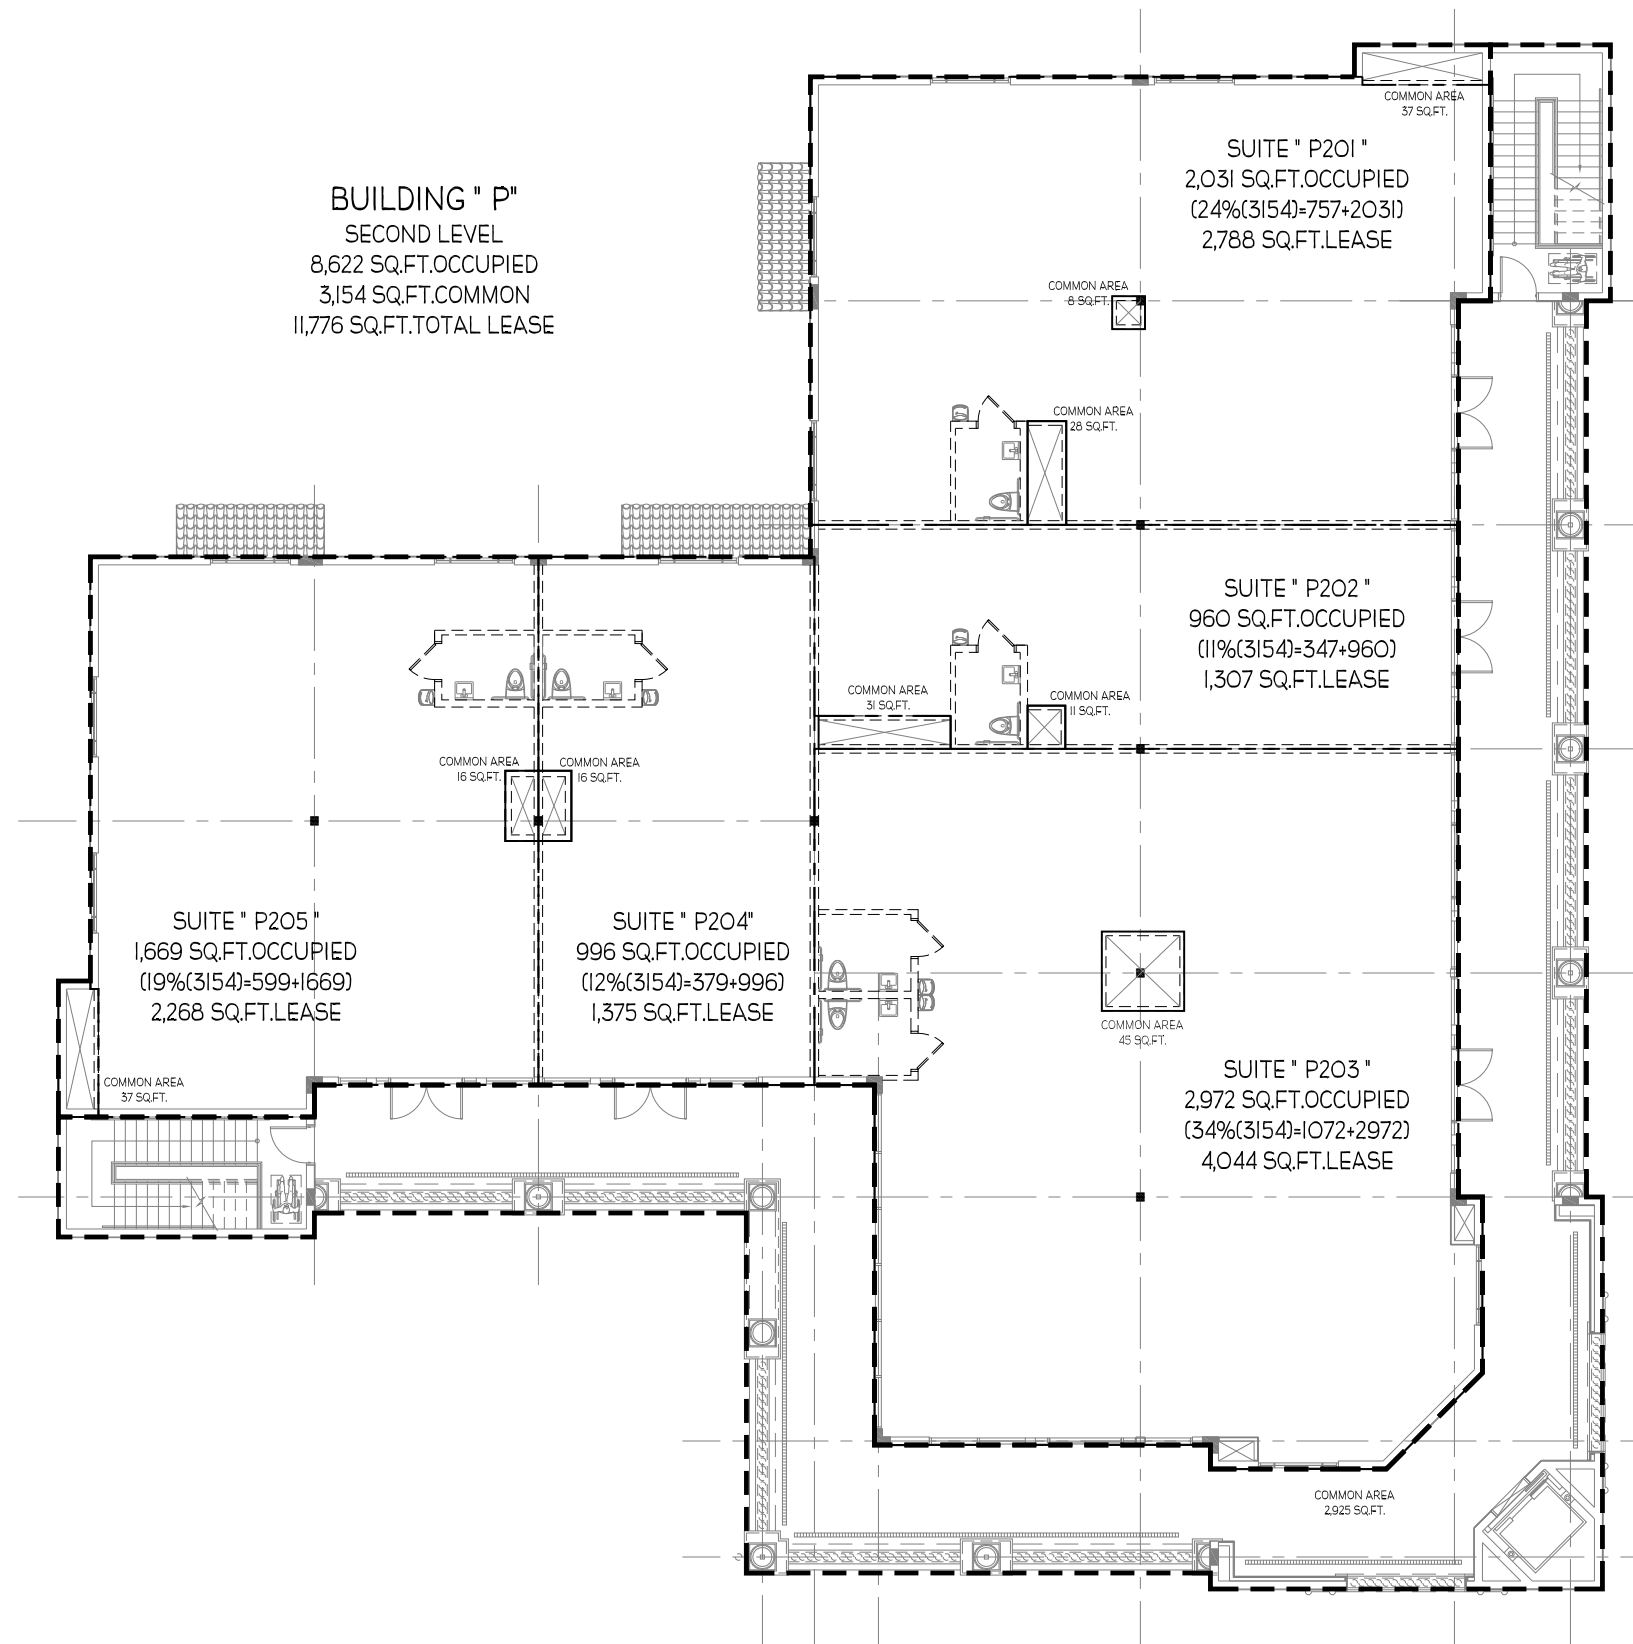 COMMON AREA
37 SQ.FT.
SUITE " P201 "
2,031 SQ.FT.OCCUPIED
(24%(3154)=757+2031)
2,788 SQ.FT.LEASE
BUILDING " P"
SECOND LEVEL
8,622 SQ.FT.OCCUPIED
3,154 SQ.FT.COMMON
11,776 SQ.FT.TOTAL LEASE
COMMON AREA
8 SQ.FT.
COMMON AREA
28 SQ.FT.
SUITE " P202 "
960 SQ.FT.OCCUPIED
(11%(3154)=347+960)
1,307 SQ.FT.LEASE
COMMON AREA
31 SQ.FT.
COMMON AREA
11 SQ.FT.
COMMON AREA
16 SQ.FT.
COMMON AREA
16 SQ.FT.
SUITE " P205 "
1,669 SQ.FT.OCCUPIED
(19%(3154)=599+1669)
2,268 SQ.FT.LEASE
SUITE " P204"
996 SQ.FT.OCCUPIED
(12%(3154)=379+996)
1,375 SQ.FT.LEASE
COMMON AREA
45 SQ.FT.
COMMON AREA
37 SQ.FT.
SUITE " P203 "
2,972 SQ.FT.OCCUPIED
(34%(3154)=1072+2972)
4,044 SQ.FT.LEASE
COMMON AREA
2,925 SQ.FT.